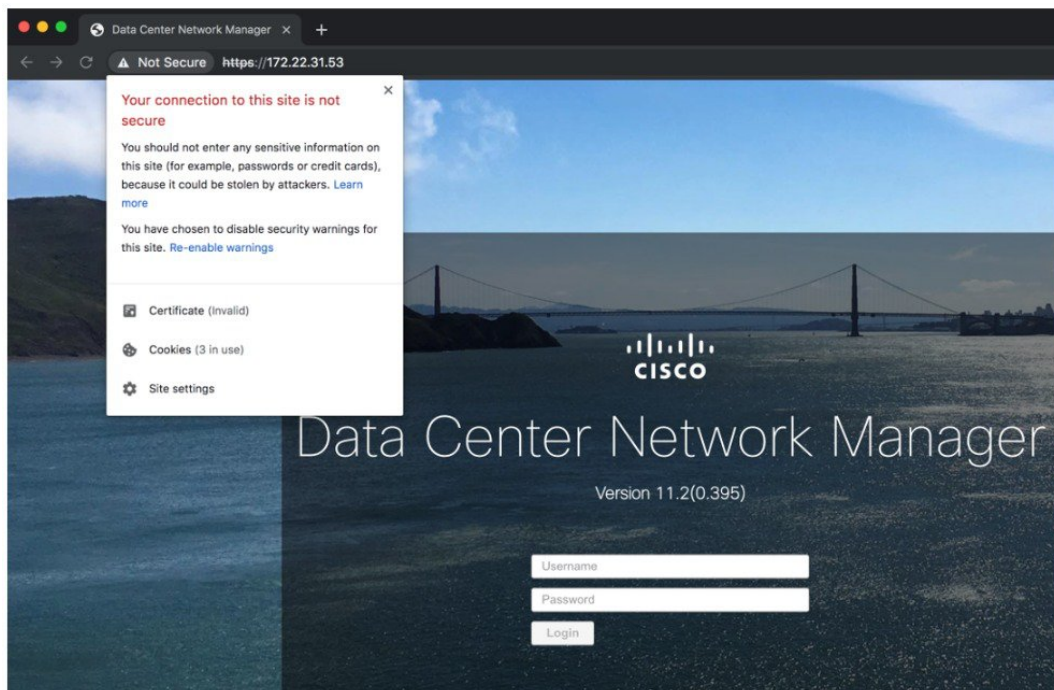 Data Center Network Manager
Not Secure https://172.22.31.53
Your connection to this site is not
secure
You should not enter any sensitive information on
this site (for example, passwords or credit cards),
because it could be stolen by attackers. Learn
more
You have chosen to disable security warnings for
this site. Re-enable warnings
Certificate (Invalid)
Cookies (3 in use)
Site settings
CISCO
Data Center Network Manager
Version 11.2(0.395)
Username
Password
Login